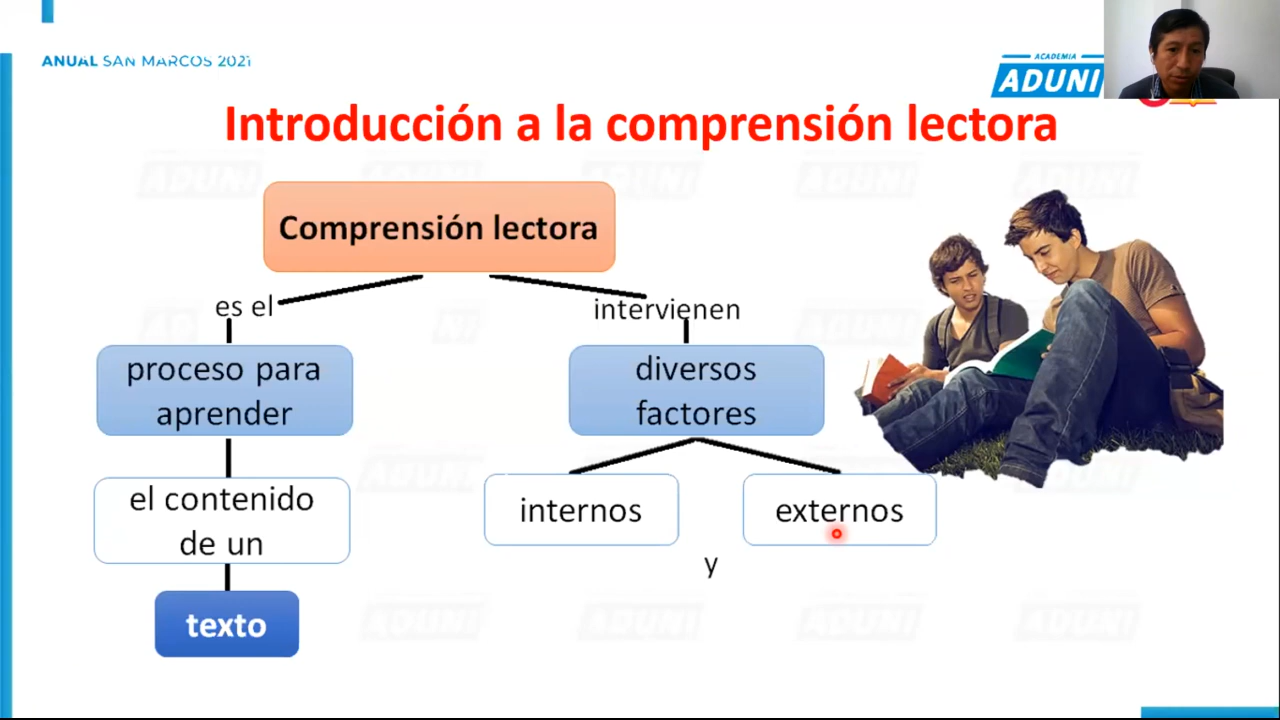 ANUAL SAN MARCOS 2021
ACADEMIA
ADUNI
Introducción a la comprensión lectora
Comprensión lectora
es el
intervienen
proceso para
aprender
diversos
factores
el contenido
de un
internos
externos
y
texto